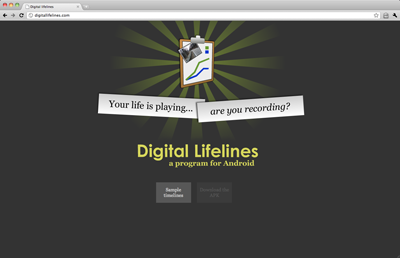 Digital lifelines
digitallifelines.com
Your life is playing...
are you recording?
Digital Lifelines
a program for Android
Sample
timelines
Download the